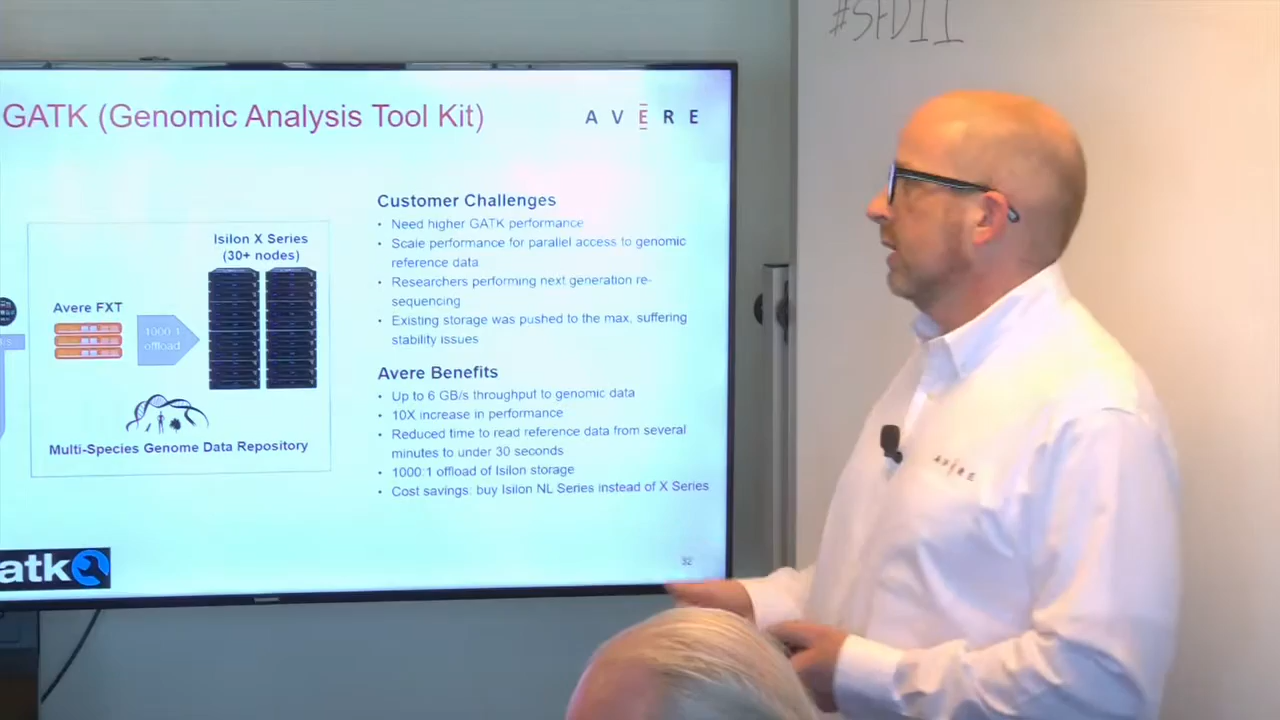 #SFD11
GATK (Genomic Analysis Tool Kit)
AVERE
Customer Challenges
• Need higher GATK performance
• Scale performance for parallel access to genomic
reference data
• Researchers performing next generation re-
sequencing
• Existing storage was pushed to the max, suffering
stability issues
Avere Benefits
• Up to 6 GB/s throughput to genomic data
• 10X increase in performance
• Reduced time to read reference data from several
minutes to under 30 seconds
• 1000:1 offload of Isilon storage
• Cost savings: buy Isilon NL Series instead of X Series
Isilon X Series
(30+ nodes)
Avere FXT
1000:1
offload
Multi-Species Genome Data Repository
atk
32
AVERE